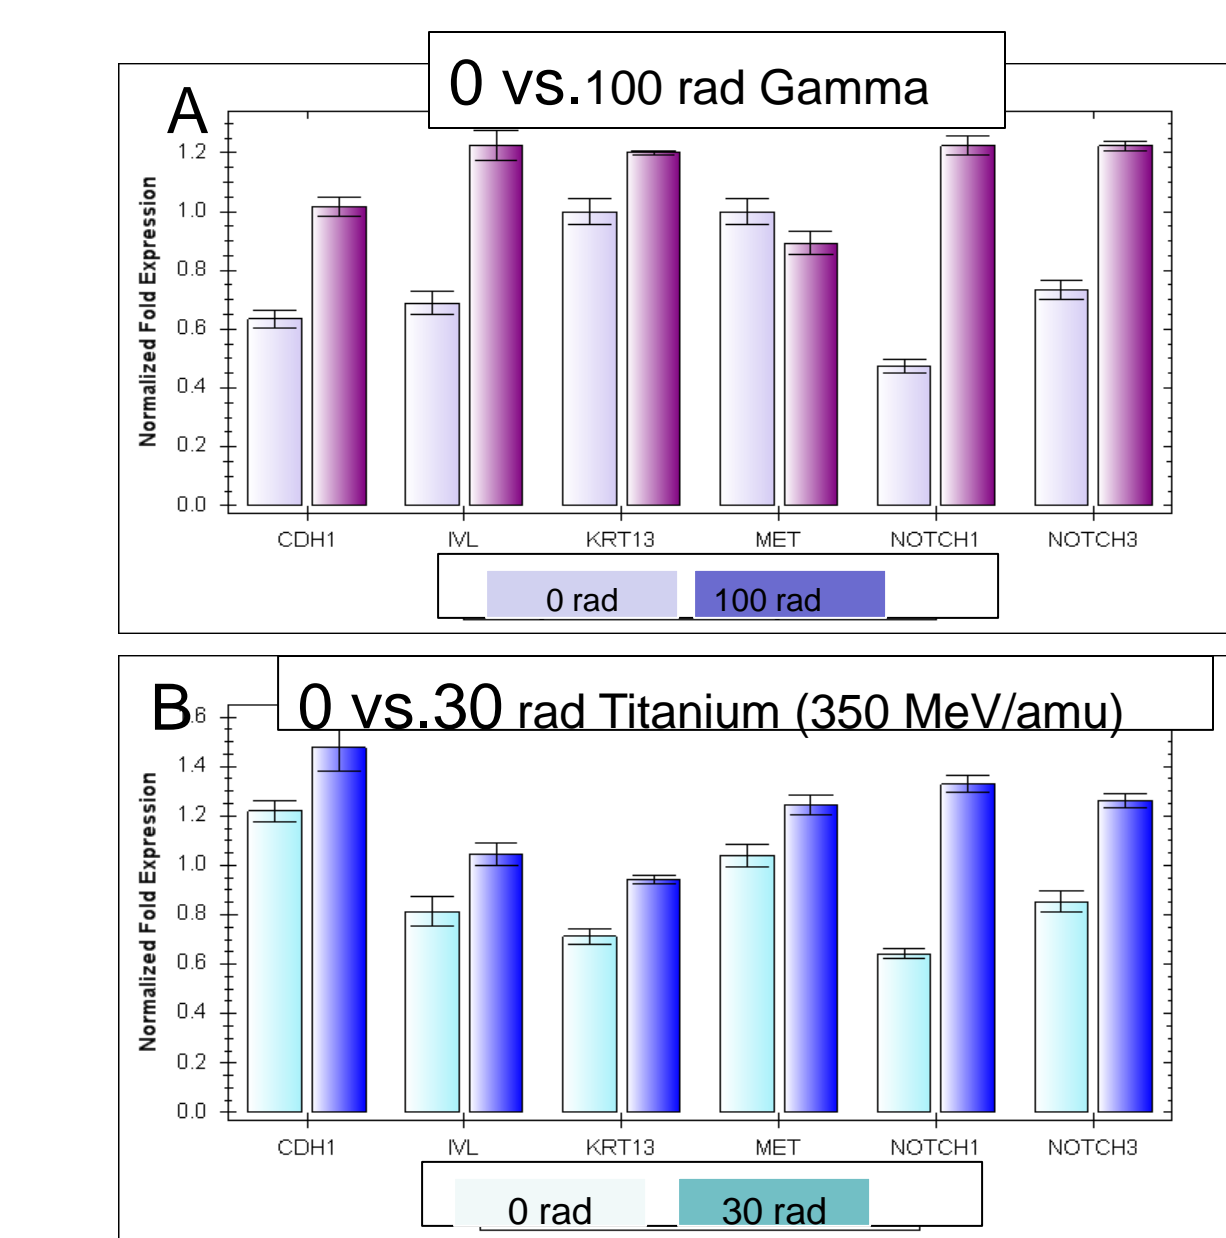 0 vs.100 rad Gamma
A
Normalized Fold Expression
1.2
1.0
0.8
0.6
0.4
0.2
0.0
CDH1 IVL KRT13 MET NOTCH1 NOTCH3
0 rad 100 rad
B
0 vs.30 rad Titanium (350 MeV/amu)
Normalized Fold Expression
.6
1.4
1.2
1.0
0.8
0.6
0.4
0.2
0.0
CDH1 IVL KRT13 MET NOTCH1 NOTCH3
0 rad 30 rad